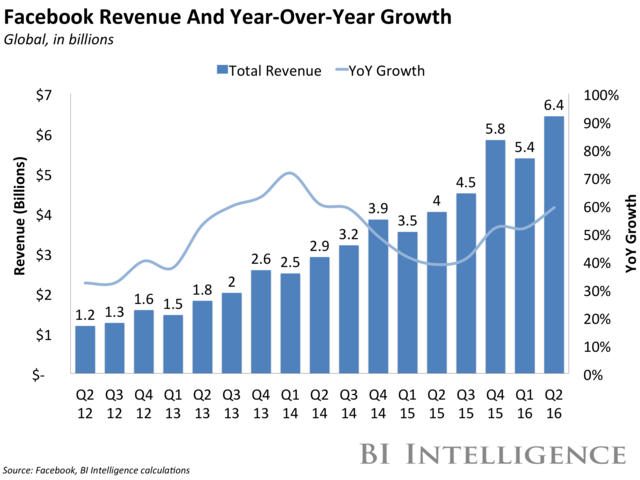 Facebook Revenue And Year-Over-Year Growth
Global, in billions
Total Revenue YoY Growth
$7
$6
$5
$4
$3
$2
$1
$-
Revenue (Billions)
1.2 1.3 1.6 1.5 1.8 2 2.6 2.5 2.9 3.2 3.9 3.5 4 4.5 5.8 5.4 6.4
100%
90%
80%
70%
60%
50%
40%
30%
20%
10%
0%
YoY Growth
Q2 Q3 Q4 Q1 Q2 Q3 Q4 Q1 Q2 Q3 Q4 Q1 Q2 Q3 Q4 Q1 Q2
12 12 12 13 13 13 13 14 14 14 14 15 15 15 15 16 16
BI INTELLIGENCE
Source: Facebook, BI Intelligence calculations